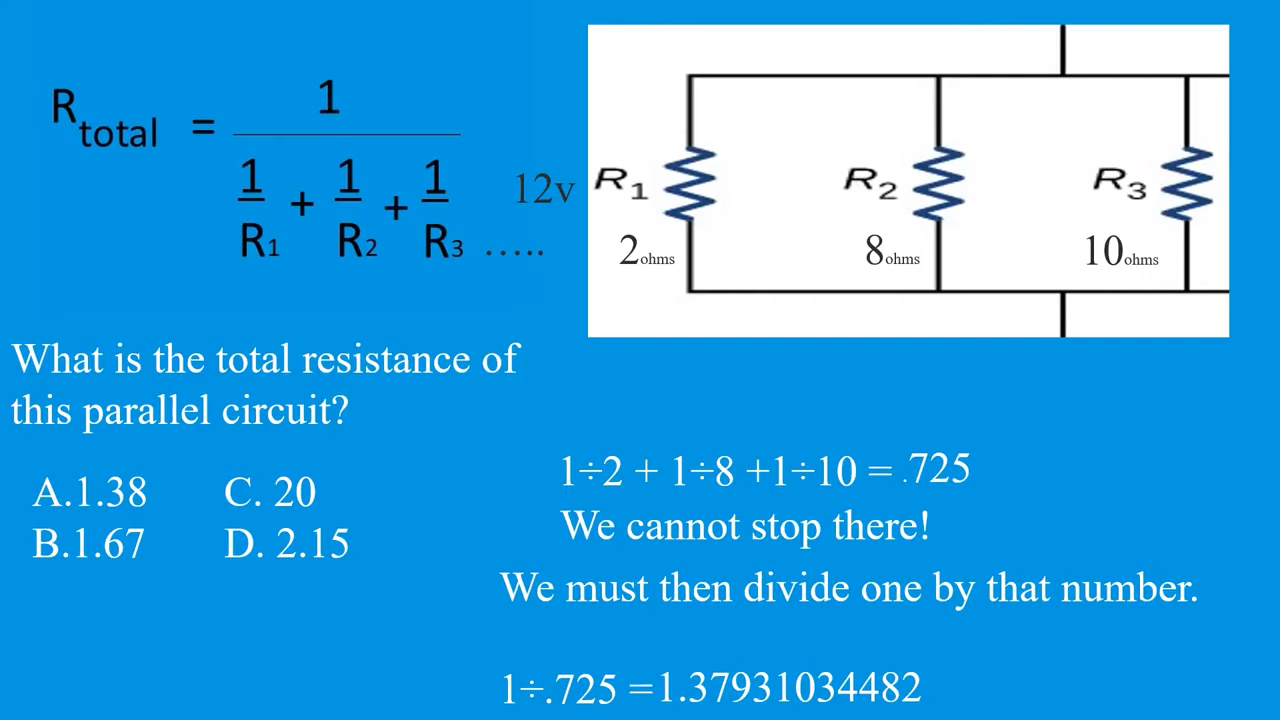 R total = 1
1 + 1 + 1
R1 R2 R3 .....
12v
R1 R2 R3
2ohms 8ohms 10ohms
What is the total resistance of
this parallel circuit?
A.1.38 C. 20
B.1.67 D. 2.15
1÷2 + 1÷8 +1÷10 = .725
We cannot stop there!
We must then divide one by that number.
1÷.725 =1.37931034482